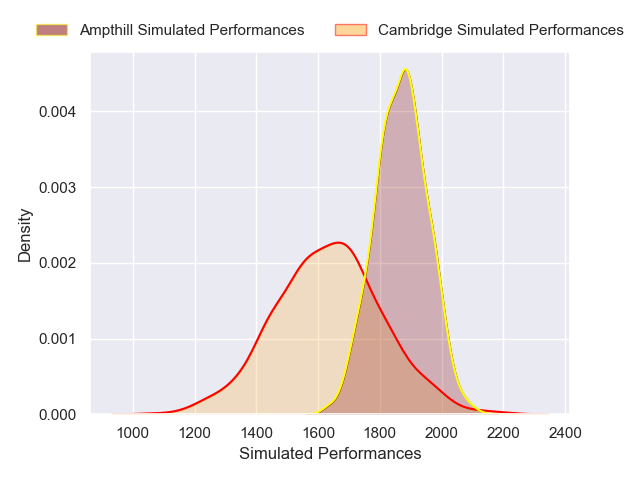 Ampthill Simulated Performances Cambridge Simulated Performances
0.004
0.003
0.002
0.001
0.000
Density
1000 1200 1400 1600 1800 2000 2200 2400
Simulated Performances